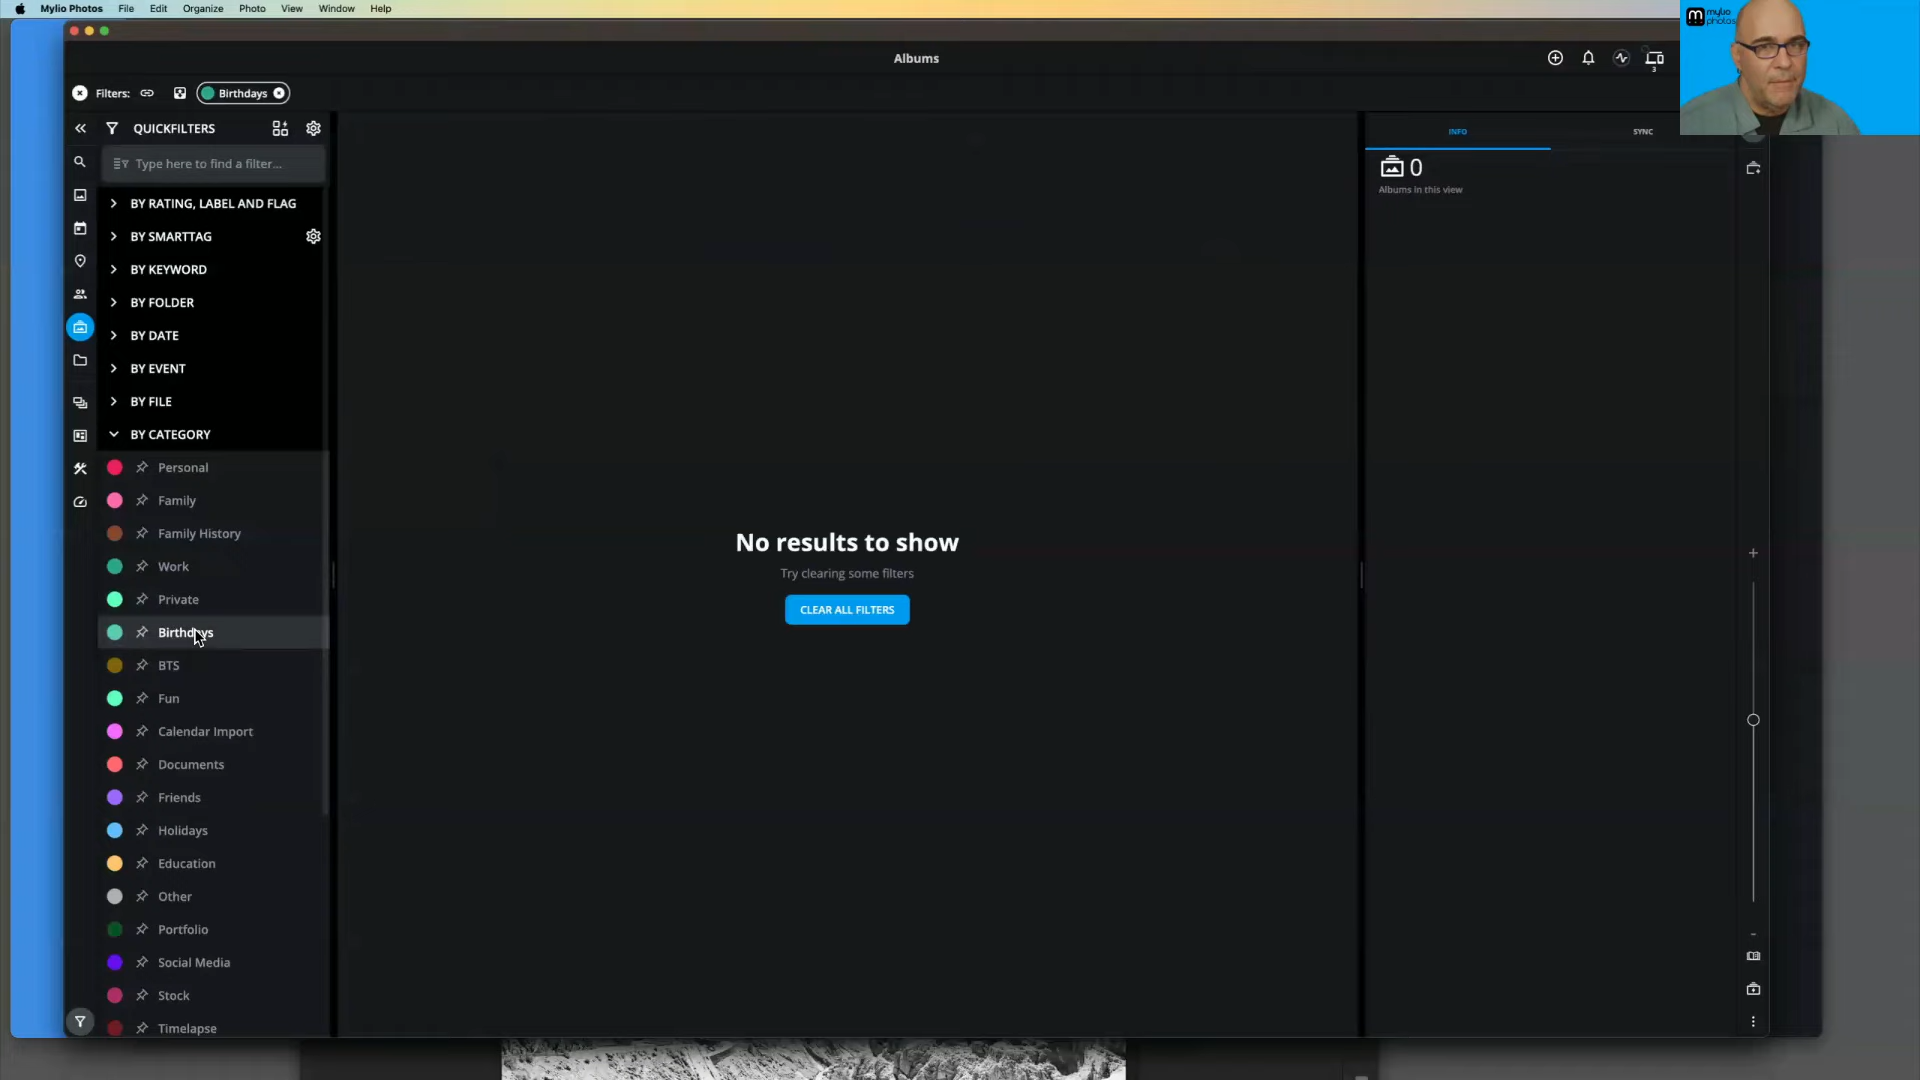 Mylio Photos File Edit Organize Photo View Window Help
mylio
photos
Albums
3
Filters: Birthdays
QUICKFILTERS
Type here to find a filter...
BY RATING, LABEL AND FLAG
BY SMARTTAG
BY KEYWORD
BY FOLDER
BY DATE
BY EVENT
BY FILE
BY CATEGORY
Personal
Family
Family History
Work
Private
Birthdays
BTS
Fun
Calendar Import
Documents
Friends
Holidays
Education
Other
Portfolio
Social Media
Stock
Timelapse
No results to show
Try clearing some filters
CLEAR ALL FILTERS
INFO SYNC
0
Albums in this view